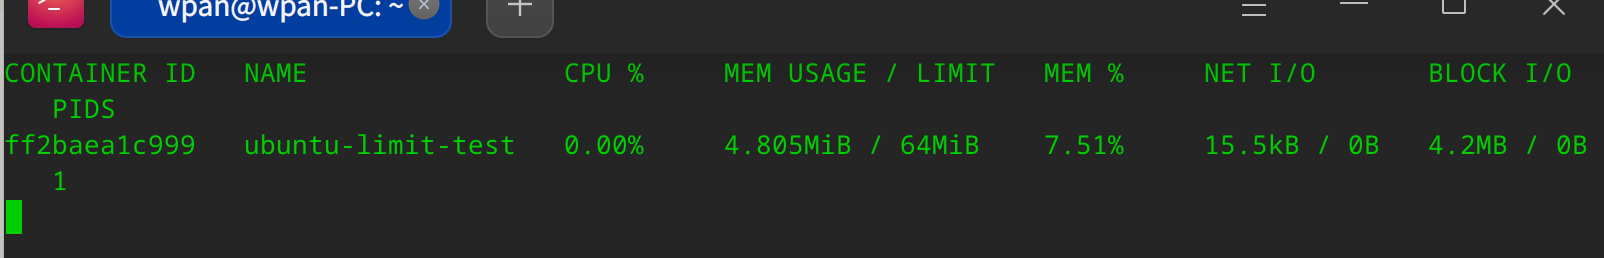 wpan@wpan-PC: ~
CONTAINER ID   NAME                CPU %     MEM USAGE / LIMIT   MEM %     NET I/O       BLOCK I/O
   PIDS
ff2baea1c999   ubuntu-limit-test   0.00%     4.805MiB / 64MiB    7.51%     15.5kB / 0B   4.2MB / 0B
   1